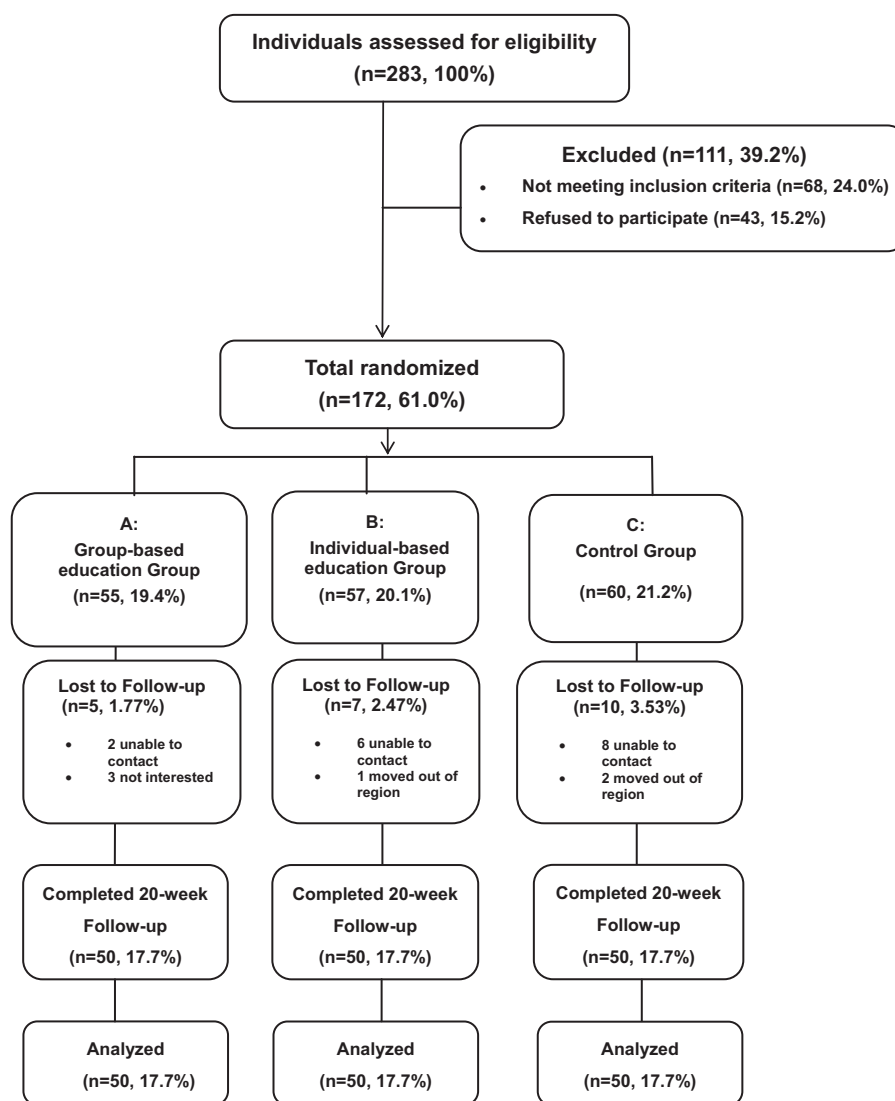 Individuals assessed for eligibility
(n=283, 100%)
Excluded (n=111, 39.2%)
• Not meeting inclusion criteria (n=68, 24.0%)
• Refused to participate (n=43, 15.2%)
Total randomized
(n=172, 61.0%)
A:
Group-based
education Group
(n=55, 19.4%)
B:
Individual-based
education Group
(n=57, 20.1%)
C:
Control Group
(n=60, 21.2%)
Lost to Follow-up
(n=5, 1.77%)
• 2 unable to
contact
• 3 not interested
Lost to Follow-up
(n=7, 2.47%)
• 6 unable to
contact
• 1 moved out of
region
Lost to Follow-up
(n=10, 3.53%)
• 8 unable to
contact
• 2 moved out of
region
Completed 20-week
Follow-up
(n=50, 17.7%)
Completed 20-week
Follow-up
(n=50, 17.7%)
Completed 20-week
Follow-up
(n=50, 17.7%)
Analyzed
(n=50, 17.7%)
Analyzed
(n=50, 17.7%)
Analyzed
(n=50, 17.7%)